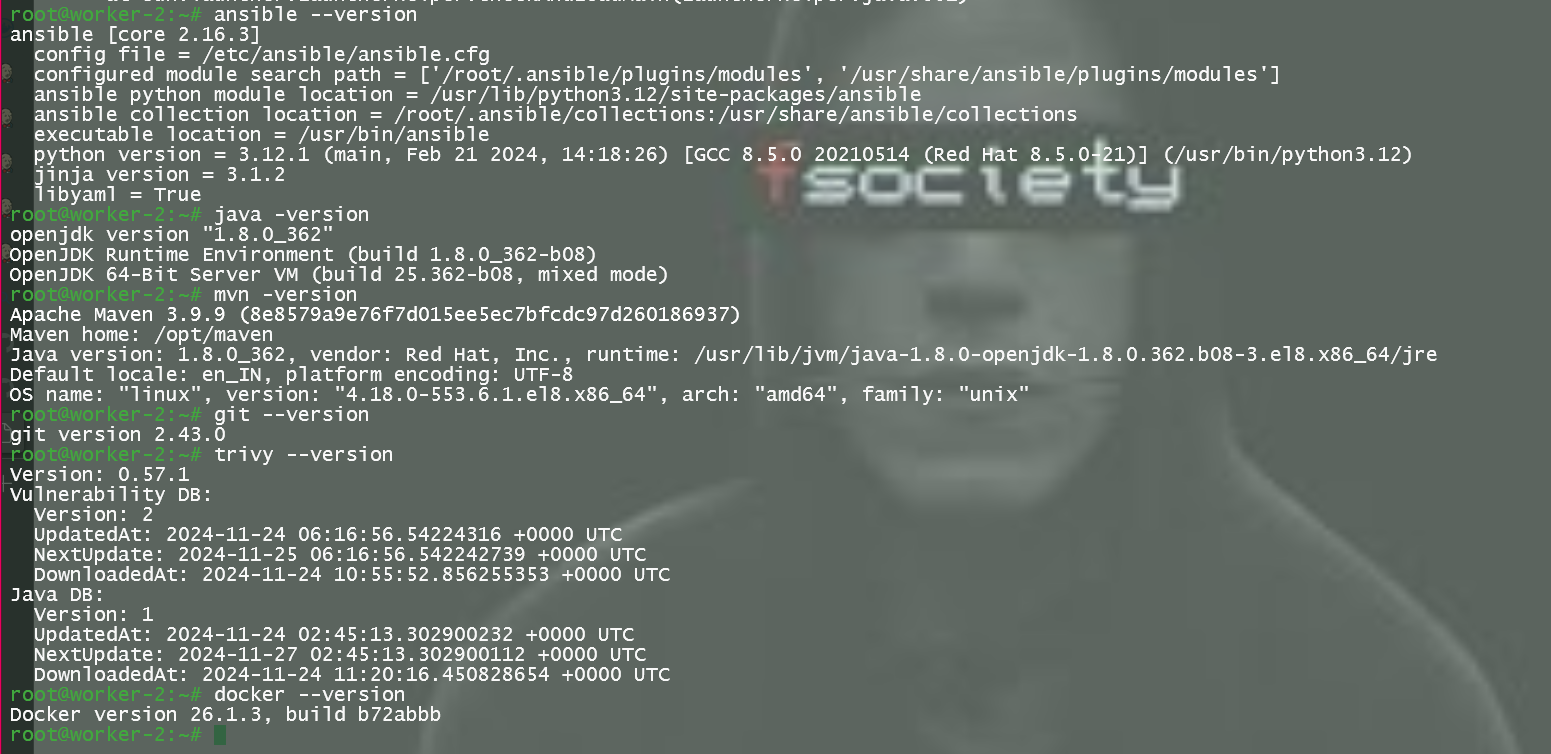 root@worker-2:~# ansible --version
ansible [core 2.16.3]
  config file = /etc/ansible/ansible.cfg
  configured module search path = ['/root/.ansible/plugins/modules', '/usr/share/ansible/plugins/modules']
  ansible python module location = /usr/lib/python3.12/site-packages/ansible
  ansible collection location = /root/.ansible/collections:/usr/share/ansible/collections
  executable location = /usr/bin/ansible
  python version = 3.12.1 (main, Feb 21 2024, 14:18:26) [GCC 8.5.0 20210514 (Red Hat 8.5.0-21)] (/usr/bin/python3.12)
  jinja version = 3.1.2
fsociety
  libyaml = True
root@worker-2:~# java -version
openjdk version "1.8.0_362"
OpenJDK Runtime Environment (build 1.8.0_362-b08)
OpenJDK 64-Bit Server VM (build 25.362-b08, mixed mode)
root@worker-2:~# mvn -version
Apache Maven 3.9.9 (8e8579a9e76f7d015ee5ec7bfcdc97d260186937)
Maven home: /opt/maven
Java version: 1.8.0_362, vendor: Red Hat, Inc., runtime: /usr/lib/jvm/java-1.8.0-openjdk-1.8.0.362.b08-3.el8.x86_64/jre
Default locale: en_IN, platform encoding: UTF-8
OS name: "linux", version: "4.18.0-553.6.1.el8.x86_64", arch: "amd64", family: "unix"
root@worker-2:~# git --version
git version 2.43.0
root@worker-2:~# trivy --version
Version: 0.57.1
Vulnerability DB:
  Version: 2
  UpdatedAt: 2024-11-24 06:16:56.54224316 +0000 UTC
  NextUpdate: 2024-11-25 06:16:56.542242739 +0000 UTC
  DownloadedAt: 2024-11-24 10:55:52.856255353 +0000 UTC
Java DB:
  Version: 1
  UpdatedAt: 2024-11-24 02:45:13.302900232 +0000 UTC
  NextUpdate: 2024-11-27 02:45:13.302900112 +0000 UTC
  DownloadedAt: 2024-11-24 11:20:16.450828654 +0000 UTC
root@worker-2:~# docker --version
Docker version 26.1.3, build b72abbb
root@worker-2:~#